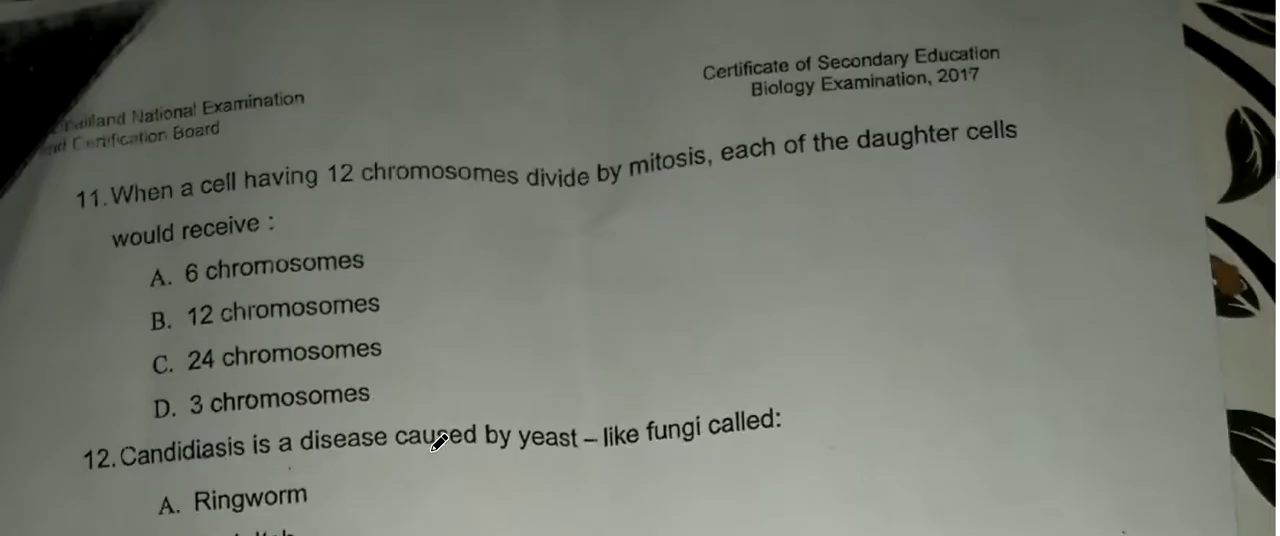 National Examination
Certification Board
Certificate of Secondary Education
Biology Examination, 2017
11. When a cell having 12 chromosomes divide by mitosis, each of the daughter cells
would receive :
A. 6 chromosomes
B. 12 chromosomes
C. 24 chromosomes
D. 3 chromosomes
12. Candidiasis is a disease caused by yeast – like fungi called:
A. Ringworm